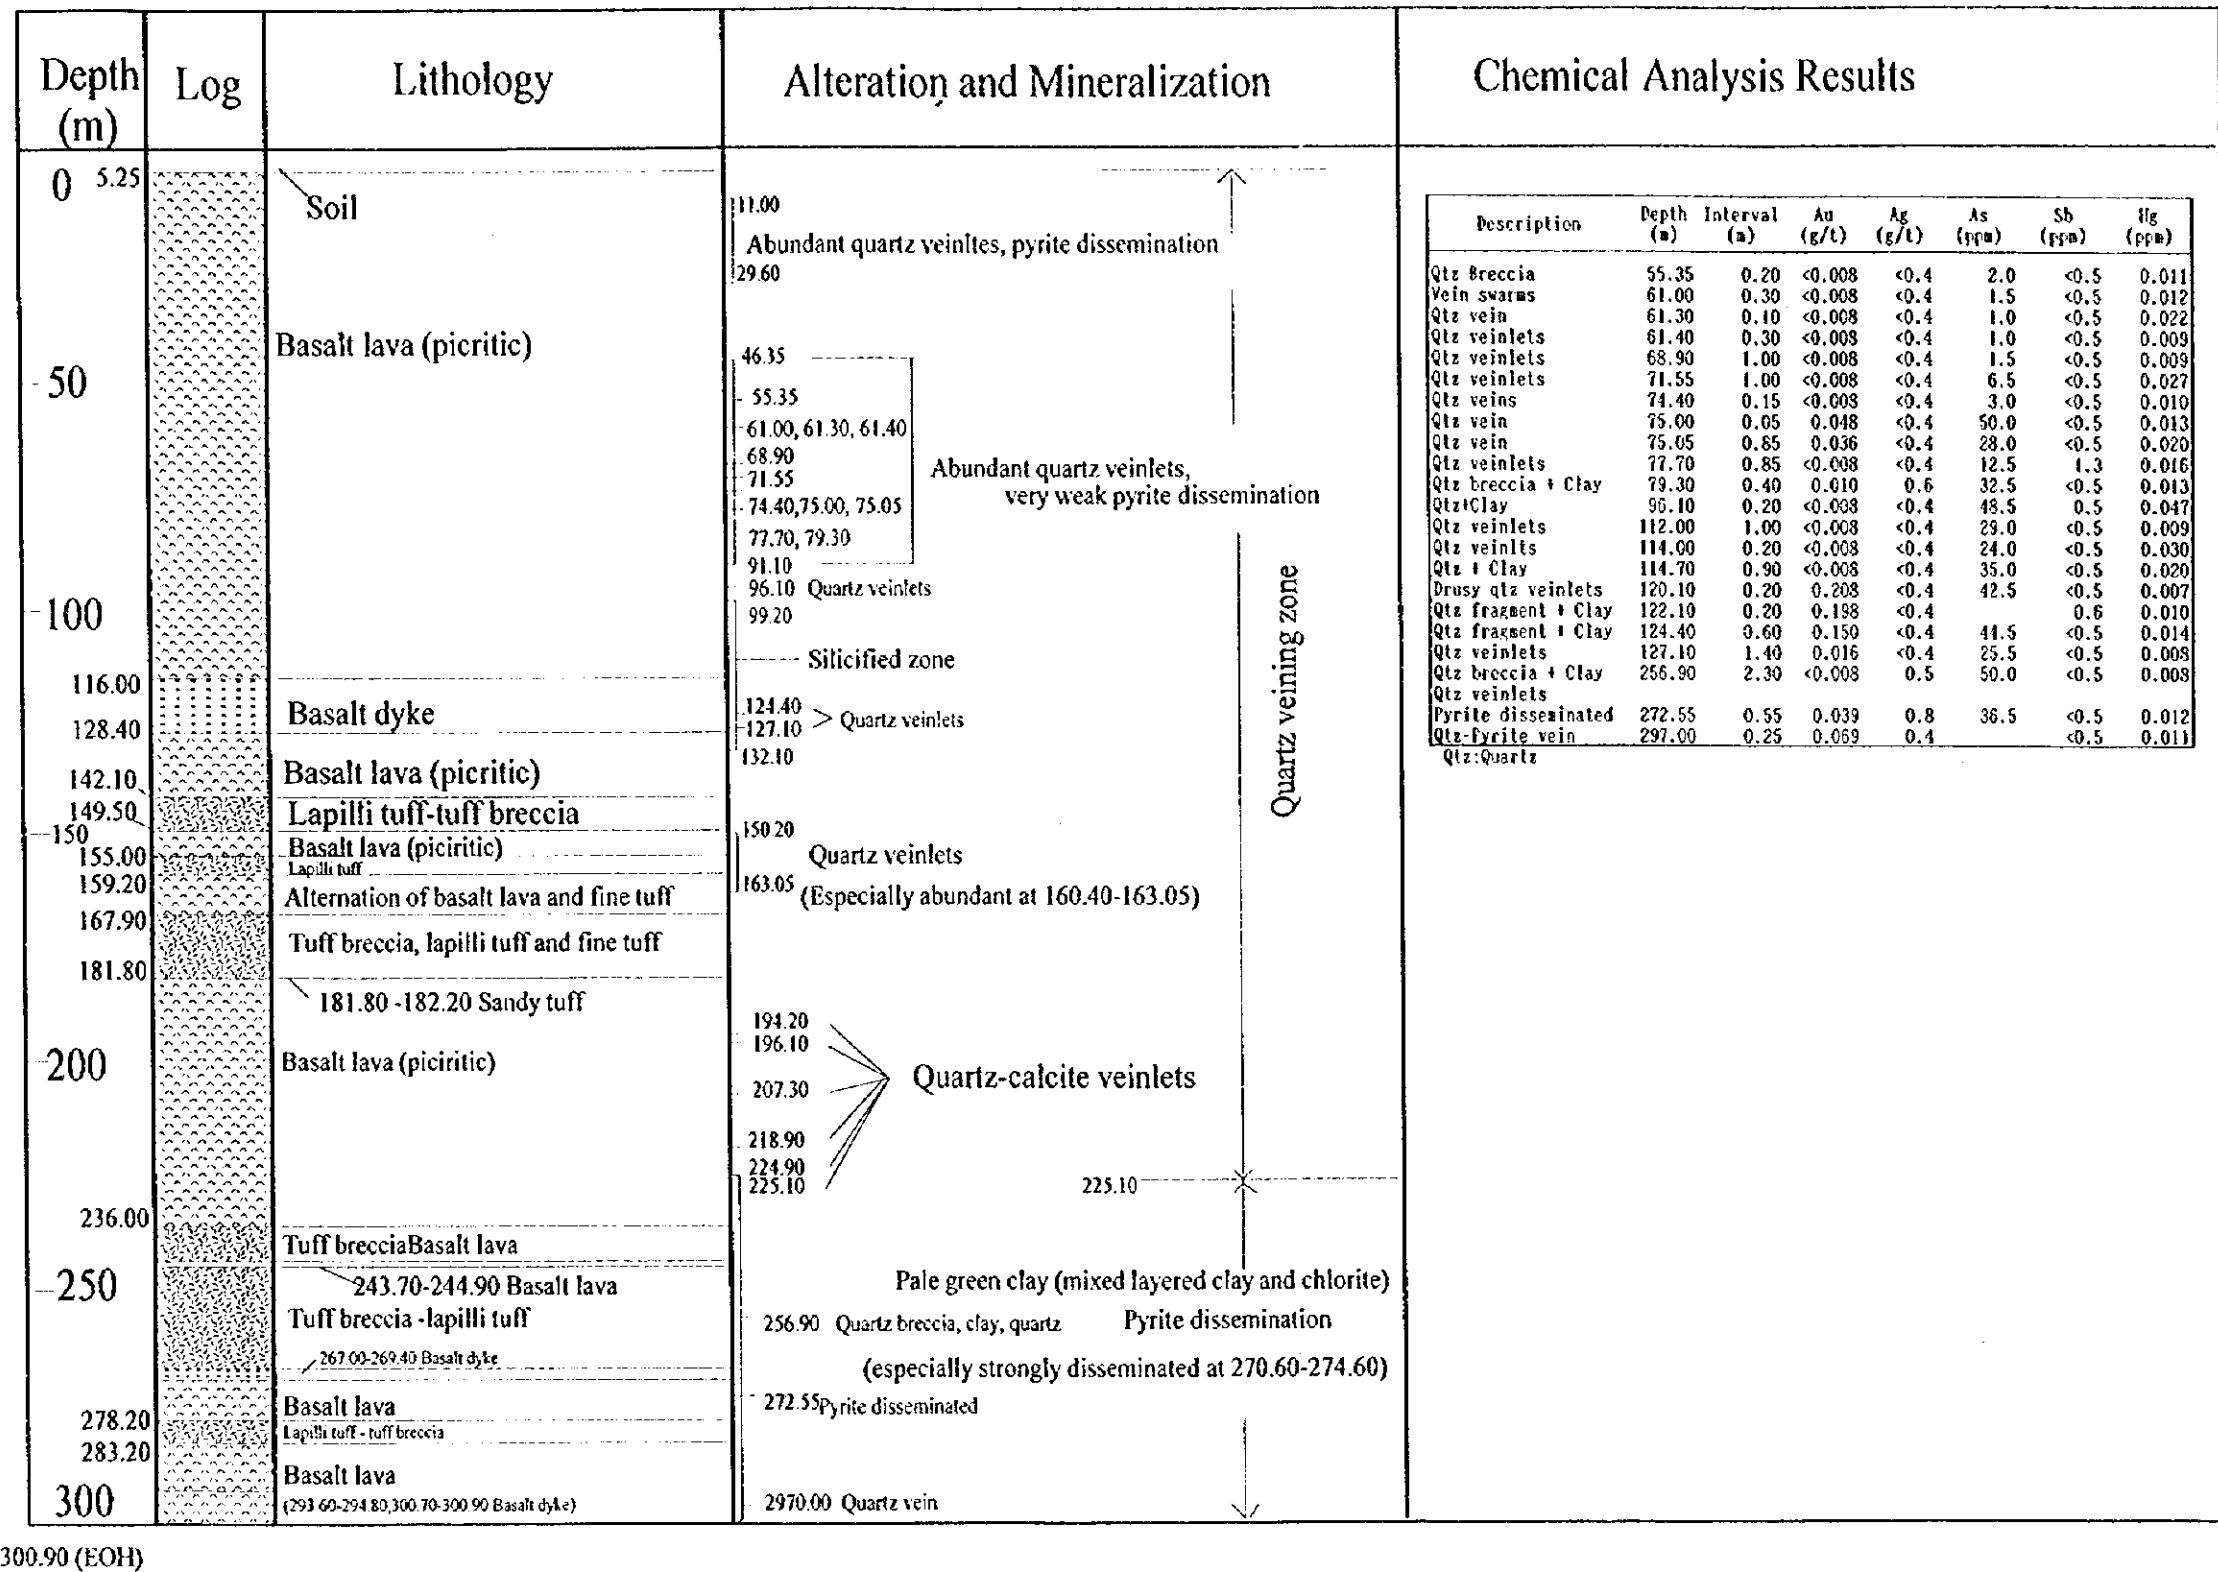 Depth (m)
Log
Lithology
Alteration and Mineralization
Chemical Analysis Results
0
5.25
50
100
116.00
128.40
142.10
149.50
150
155.00
159.20
167.90
181.80
200
236.00
250
278.20
283.20
300
300.90 (EOH)
Soil
Basalt lava (picritic)
Basalt dyke
Basalt lava (picritic)
Lapilli tuff-tuff breccia
Basalt lava (piciritic)
Lapilli tuff
Alternation of basalt lava and fine tuff
Tuff breccia, lapilli tuff and fine tuff
181.80 -182.20 Sandy tuff
Basalt lava (piciritic)
Tuff brecciaBasalt lava
243.70-244.90 Basalt lava
Tuff breccia -lapilli tuff
267.00-269.40 Basalt dyke
Basalt lava
Lapilli tuff - tuff breccia
Basalt lava
(293.60-294.80,300.70-300.90 Basalt dyke)
11.00
Abundant quartz veinltes, pyrite dissemination
29.60
46.35
55.35
61.00, 61.30, 61.40
68.90
71.55
74.40,75.00, 75.05
77.70, 79.30
91.10
Abundant quartz veinlets,
very weak pyrite dissemination
96.10 Quartz veinlets
99.20
Silicified zone
124.40
127.10 > Quartz veinlets
132.10
150.20
Quartz veinlets
163.05 (Especially abundant at 160.40-163.05)
194.20
196.10
207.30
218.90
224.90
225.10
Quartz-calcite veinlets
225.10
Quartz veining zone
Pale green clay (mixed layered clay and chlorite)
256.90 Quartz breccia, clay, quartz
Pyrite dissemination
(especially strongly disseminated at 270.60-274.60)
272.55Pyrite disseminated
2970.00 Quartz vein
Description Depth (m) Interval (m) Au (g/t) Ag (g/t) As (ppm) Sb (ppm) Hg (ppm)
Qtz Breccia 55.35 0.20 <0.008 <0.4 2.0 <0.5 0.011
Vein swarms 61.00 0.30 <0.008 <0.4 1.5 <0.5 0.012
Qtz vein 61.30 0.10 <0.008 <0.4 1.0 <0.5 0.022
Qtz veinlets 61.40 0.30 <0.008 <0.4 1.0 <0.5 0.009
Qtz veinlets 68.90 1.00 <0.008 <0.4 1.5 <0.5 0.009
Qtz veinlets 71.55 1.00 <0.008 <0.4 6.5 <0.5 0.027
Qtz veins 74.40 0.15 <0.008 <0.4 3.0 <0.5 0.010
Qtz vein 75.00 0.05 0.048 <0.4 50.0 <0.5 0.013
Qtz vein 75.05 0.85 0.036 <0.4 28.0 <0.5 0.020
Qtz veinlets 77.70 0.85 <0.008 <0.4 12.5 1.3 0.016
Qtz breccia + Clay 79.30 0.40 0.010 0.6 32.5 <0.5 0.013
Qtz+Clay 96.10 0.20 <0.008 <0.4 48.5 0.5 0.047
Qtz veinlets 112.00 1.00 <0.008 <0.4 29.0 <0.5 0.009
Qtz veinlts 114.00 0.20 <0.008 <0.4 24.0 <0.5 0.030
Qtz + Clay 114.70 0.90 <0.008 <0.4 35.0 <0.5 0.020
Drusy qtz veinlets 120.10 0.20 0.208 <0.4 42.5 <0.5 0.007
Qtz fragment + Clay 122.10 0.20 0.198 <0.4 0.6 0.010
Qtz fragment + Clay 124.40 0.60 0.150 <0.4 44.5 <0.5 0.014
Qtz veinlets 127.10 1.40 0.016 <0.4 25.5 <0.5 0.008
Qtz breccia + Clay 256.90 2.30 <0.008 0.5 50.0 <0.5 0.008
Qtz veinlets
Pyrite disseminated 272.55 0.55 0.039 0.8 36.5 <0.5 0.012
Qtz-Pyrite vein 297.00 0.25 0.069 0.4 <0.5 0.011
Qtz:Quartz